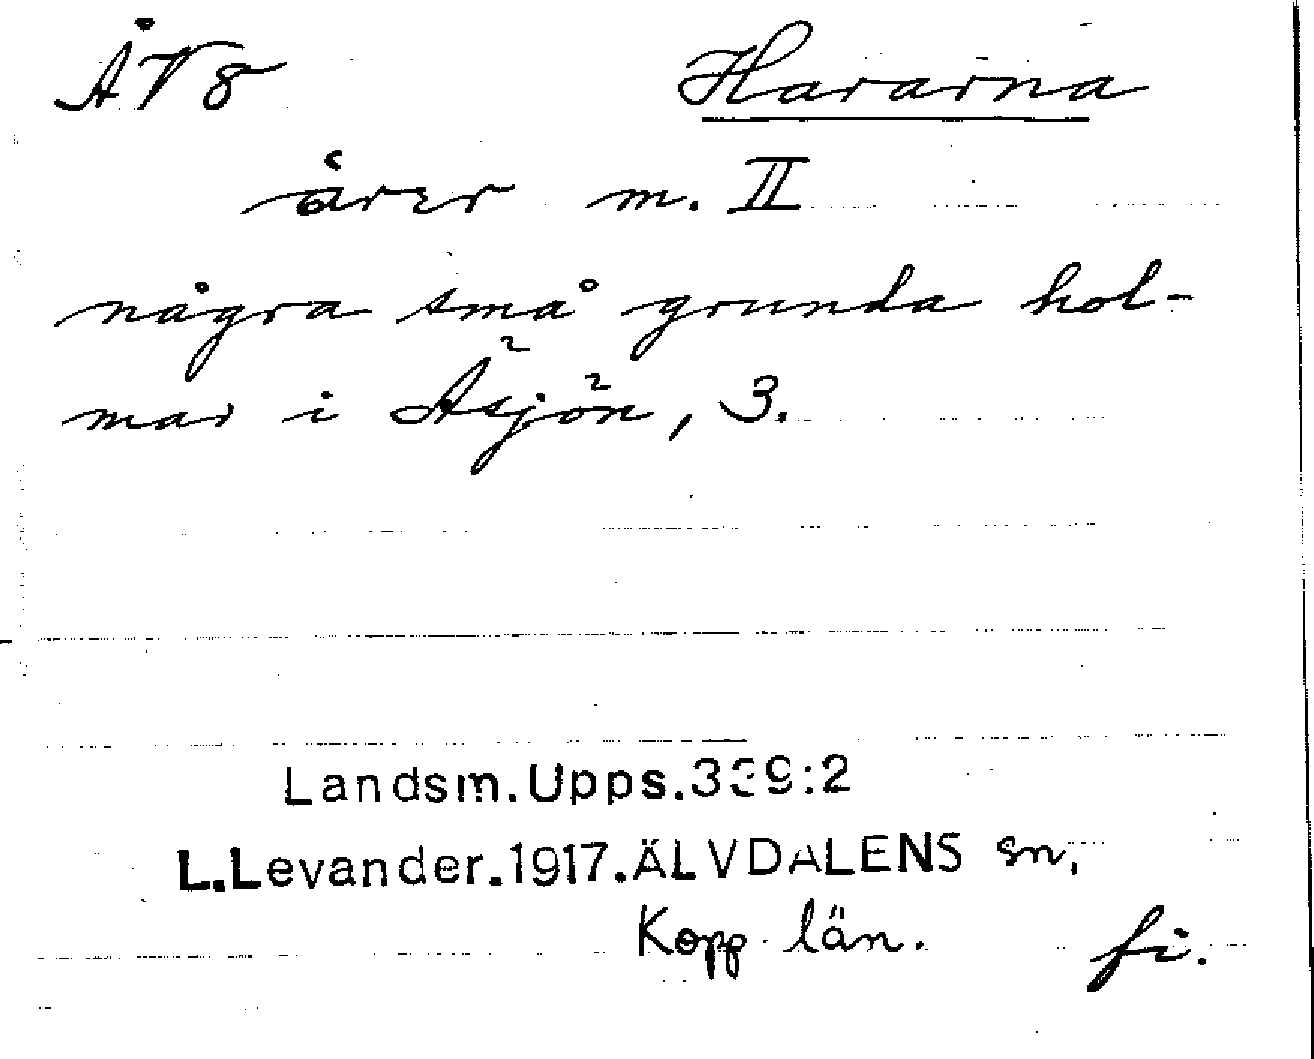 ÅV8 Hararna
àrer m. II
några små grunda hol-
mar i Åsjön, 3.
Landsm.Upps.339:2
L.Levander.1917.ÄLVDALENS sn,
Kopp. län. fi.